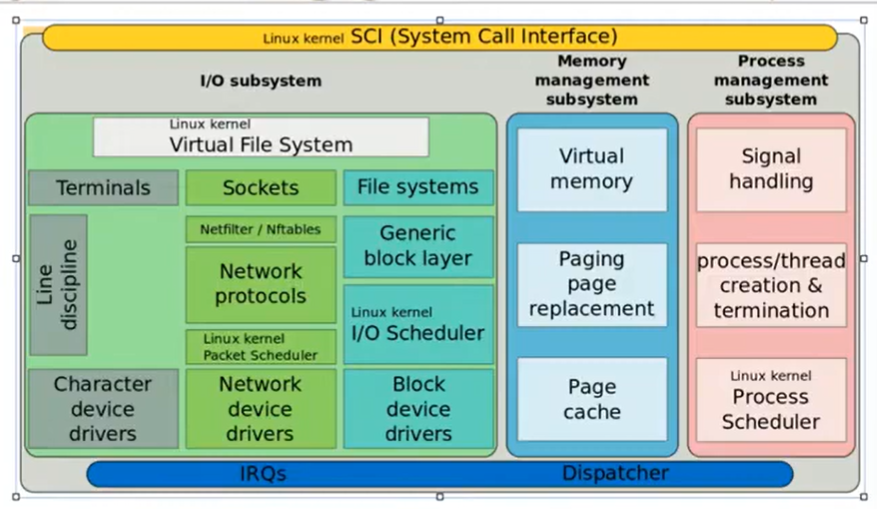 Linux kernel SCI (System Call Interface)
I/O subsystem
Memory
management
subsystem
Process
management
subsystem
Linux kernel
Virtual File System
Terminals
Sockets
File systems
Line
discipline
Netfilter / Nftables
Network
protocols
Linux kernel
Packet Scheduler
Generic
block layer
Linux kernel
I/O Scheduler
Character
device
drivers
Network
device
drivers
Block
device
drivers
Virtual
memory
Paging
page
replacement
Page
cache
Signal
handling
process/thread
creation &
termination
Linux kernel
Process
Scheduler
IRQs
Dispatcher